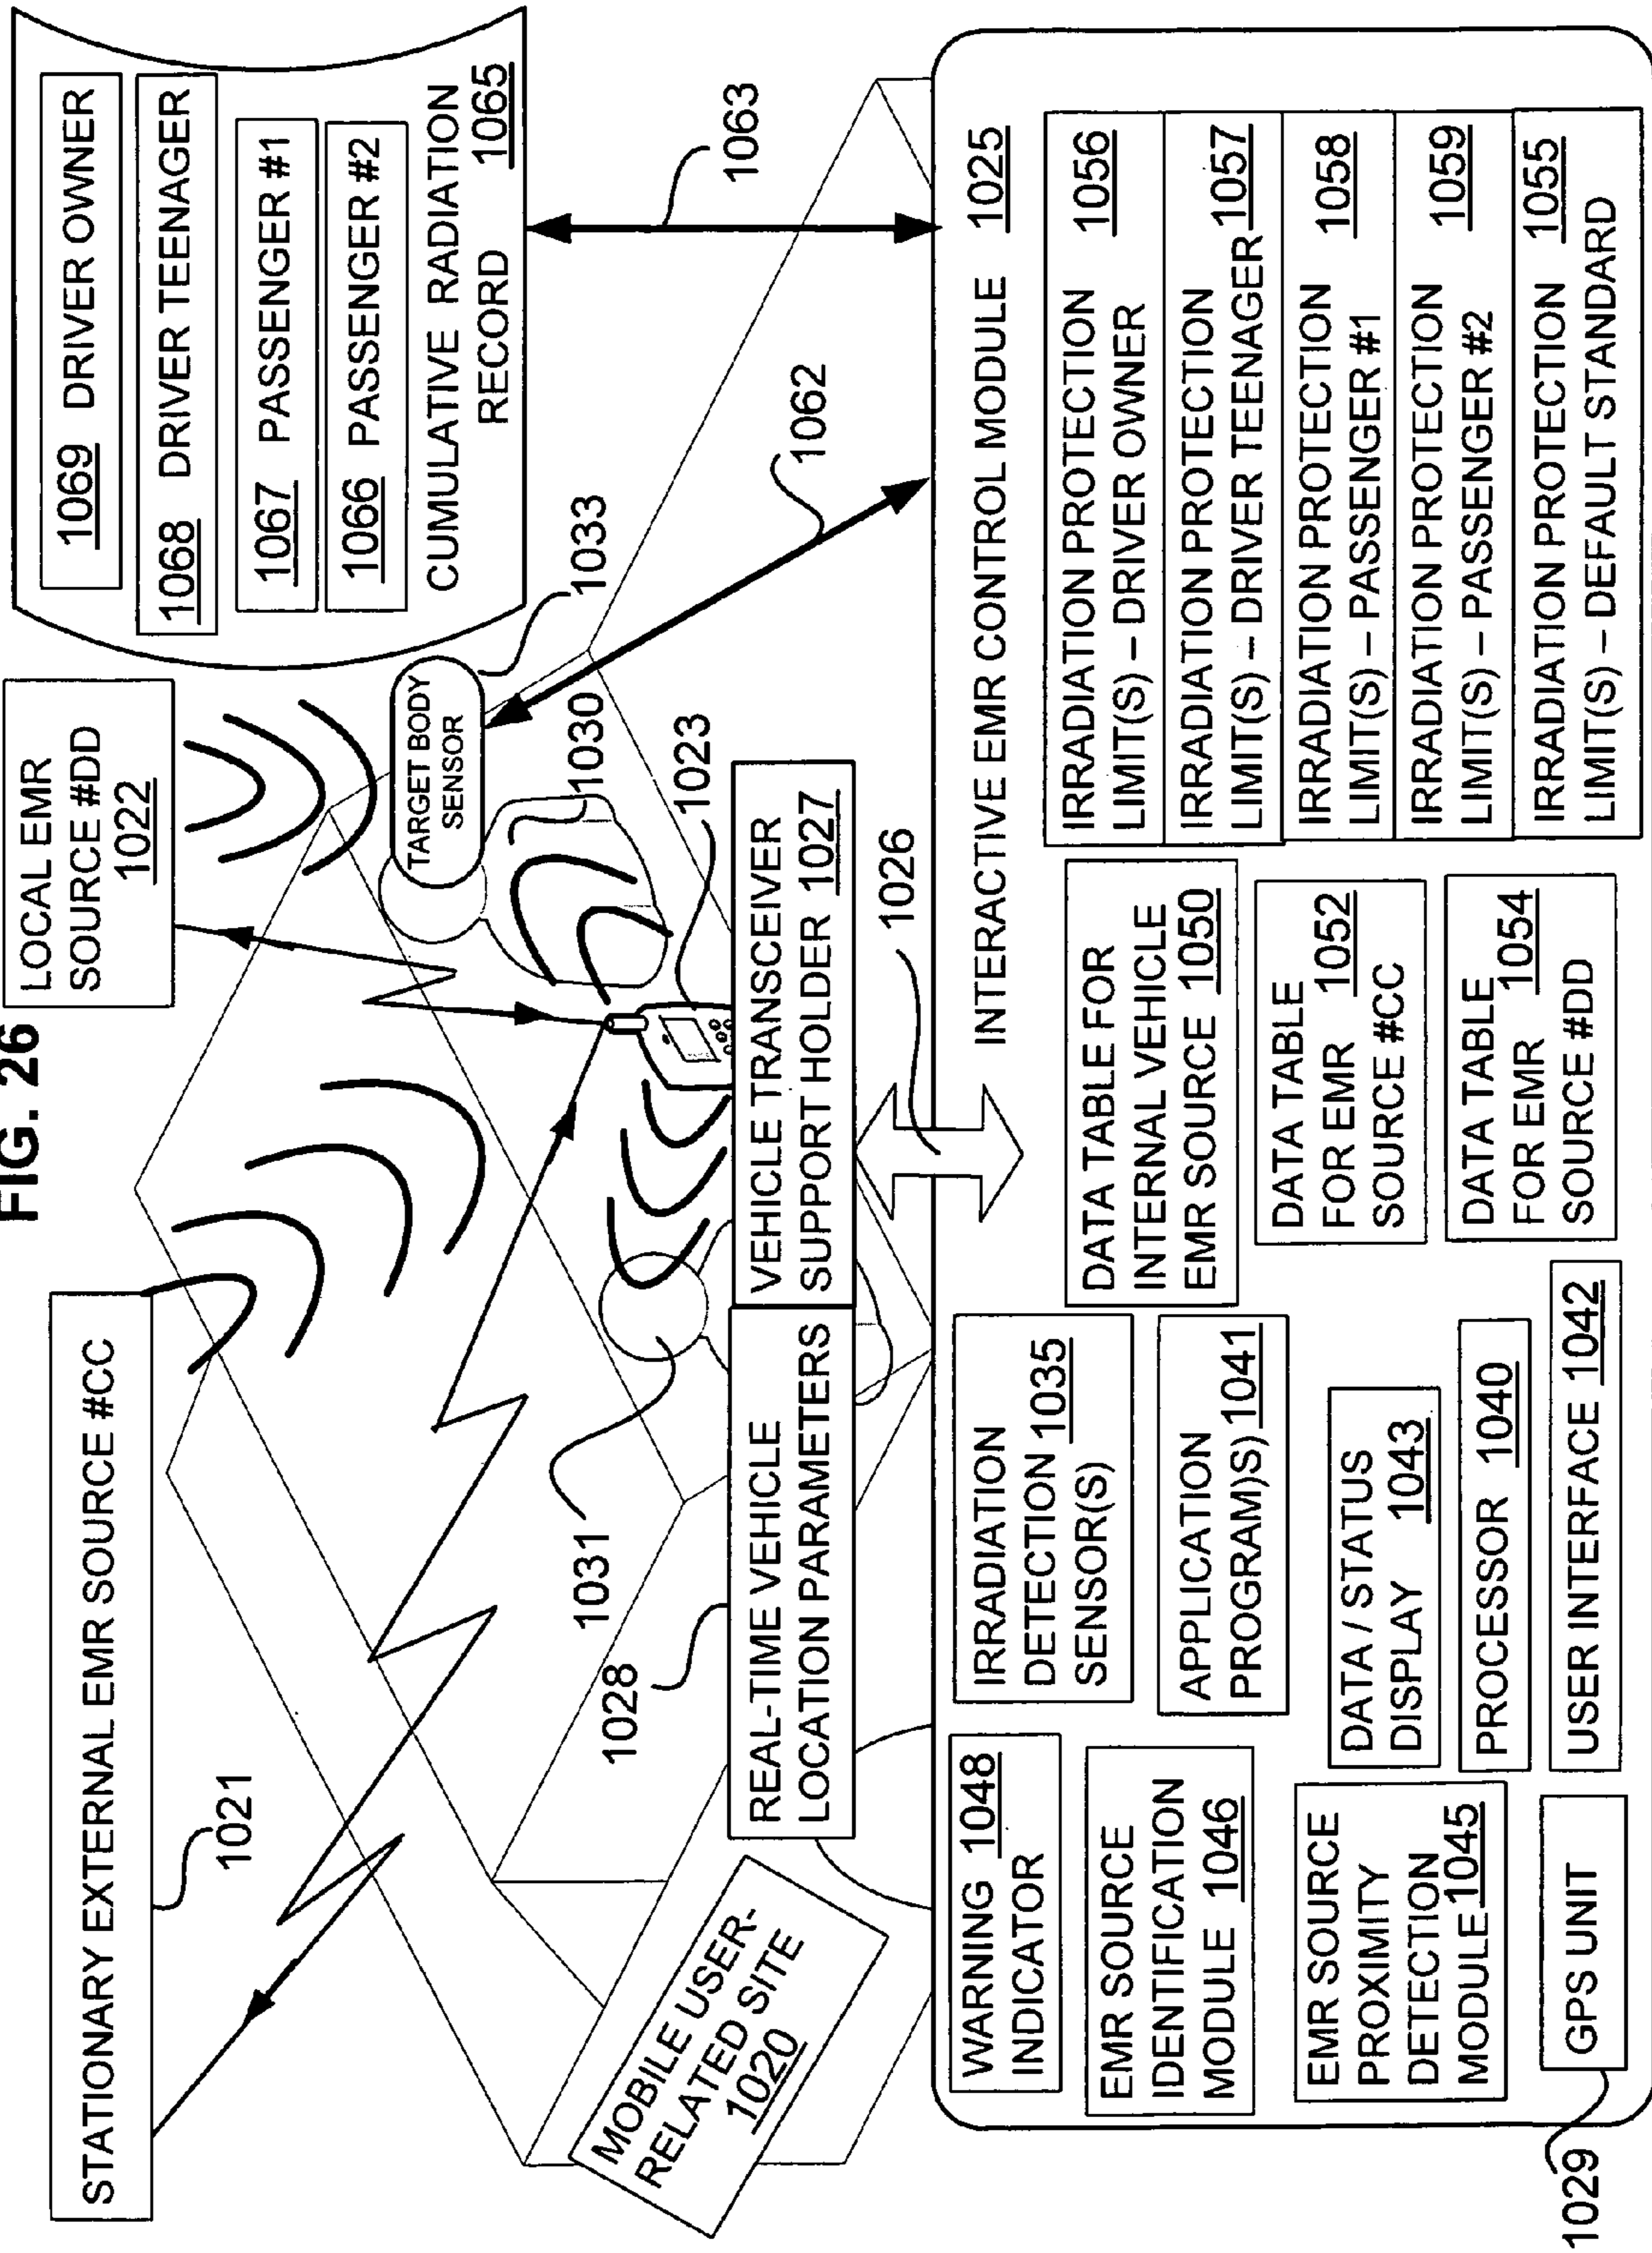 FIG. 26
STATIONARY EXTERNAL EMR SOURCE #CC
1021
LOCAL EMR
SOURCE #DD
1022
1069 DRIVER OWNER
1068 DRIVER TEENAGER
1067 PASSENGER #1
1066 PASSENGER #2
CUMULATIVE RADIATION
RECORD 1065
TARGET BODY
SENSOR
1033
1030
1023
1063
1062
1031
1028
REAL-TIME VEHICLE
LOCATION PARAMETERS
VEHICLE TRANSCEIVER
SUPPORT HOLDER 1027
1026
MOBILE USER-
RELATED SITE
1020
INTERACTIVE EMR CONTROL MODULE 1025
WARNING 1048
INDICATOR
EMR SOURCE
IDENTIFICATION
MODULE 1046
EMR SOURCE
PROXIMITY
DETECTION
MODULE 1045
GPS UNIT
1029
IRRADIATION
DETECTION 1035
SENSOR(S)
APPLICATION
PROGRAM)S) 1041
DATA / STATUS
DISPLAY 1043
PROCESSOR 1040
USER INTERFACE 1042
DATA TABLE FOR
INTERNAL VEHICLE
EMR SOURCE 1050
DATA TABLE
FOR EMR 1052
SOURCE #CC
DATA TABLE
FOR EMR 1054
SOURCE #DD
IRRADIATION PROTECTION 1056
LIMIT(S) – DRIVER OWNER
IRRADIATION PROTECTION
LIMIT(S) – DRIVER TEENAGER 1057
IRRADIATION PROTECTION 1058
LIMIT(S) – PASSENGER #1
IRRADIATION PROTECTION 1059
LIMIT(S) – PASSENGER #2
IRRADIATION PROTECTION 1055
LIMIT(S) – DEFAULT STANDARD